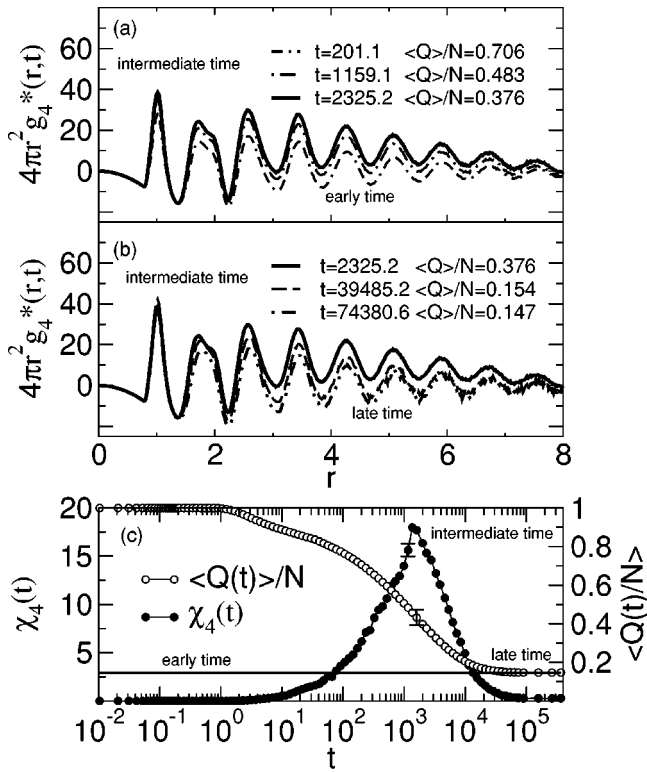 (a)
60
40
20
0
4πr²g₄*(r,t)
intermediate time
t=201.1 <Q>/N=0.706
t=1159.1 <Q>/N=0.483
t=2325.2 <Q>/N=0.376
early time
(b)
60
40
20
0
4πr²g₄*(r,t)
intermediate time
t=2325.2 <Q>/N=0.376
t=39485.2 <Q>/N=0.154
t=74380.6 <Q>/N=0.147
late time
0 2 4 6 8
r
(c)
20
15
10
5
χ₄(t)
intermediate time
<Q(t)>/N
χ₄(t)
early time
late time
1
0.8
0.6
0.4
0.2
<Q(t)/N>
10⁻² 10⁻¹ 10⁰ 10¹ 10² 10³ 10⁴ 10⁵
t